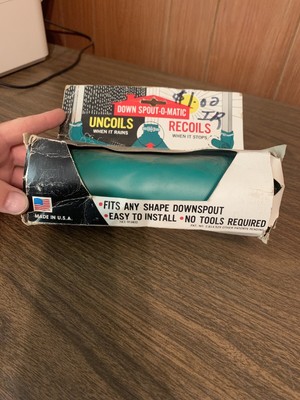 DOWN SPOUT-O-MATIC
$1.02
UNCOILS RECOILS
WHEN IT RAINS WHEN IT STOPS
MADE IN U.S.A.
•FITS ANY SHAPE DOWNSPOUT
•EASY TO INSTALL •NO TOOLS REQUIRED